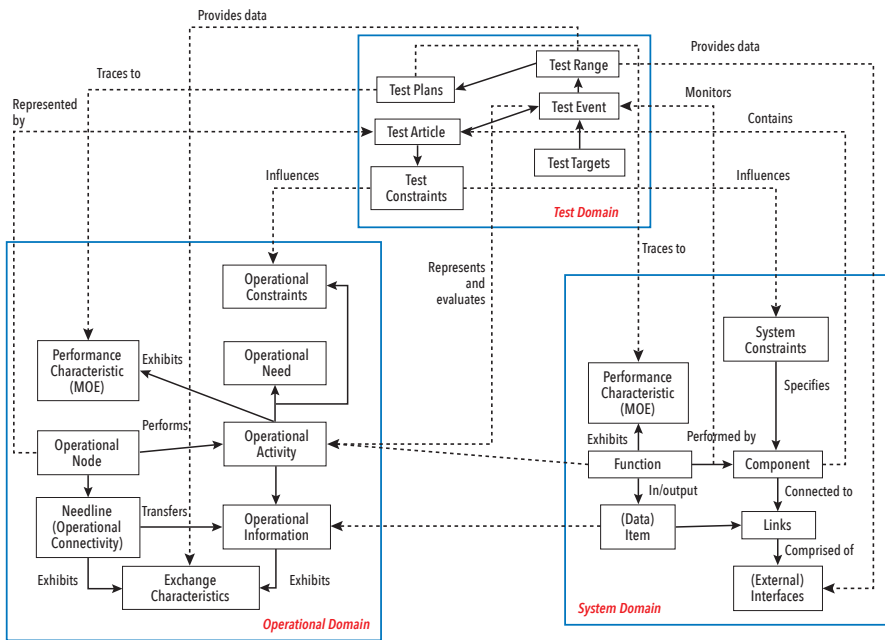 Provides data
Test Range
Provides data
Traces to
Test Plans
Monitors
Represented
by
Test Event
Test Article
Contains
Test Targets
Influences
Test
Constraints
Influences
Test Domain
Operational
Constraints
Represents
and
evaluates
Traces to
System
Constraints
Performance
Characteristic
(MOE)
Exhibits
Operational
Need
Performance
Characteristic
(MOE)
Specifies
Performs
Operational
Node
Operational
Activity
Exhibits
Performed by
Function
Component
In/output
Connected to
Needline
(Operational
Connectivity)
Transfers
Operational
Information
(Data)
Item
Links
Comprised of
Exhibits
Exchange
Characteristics
Exhibits
(External)
Interfaces
Operational Domain
System Domain